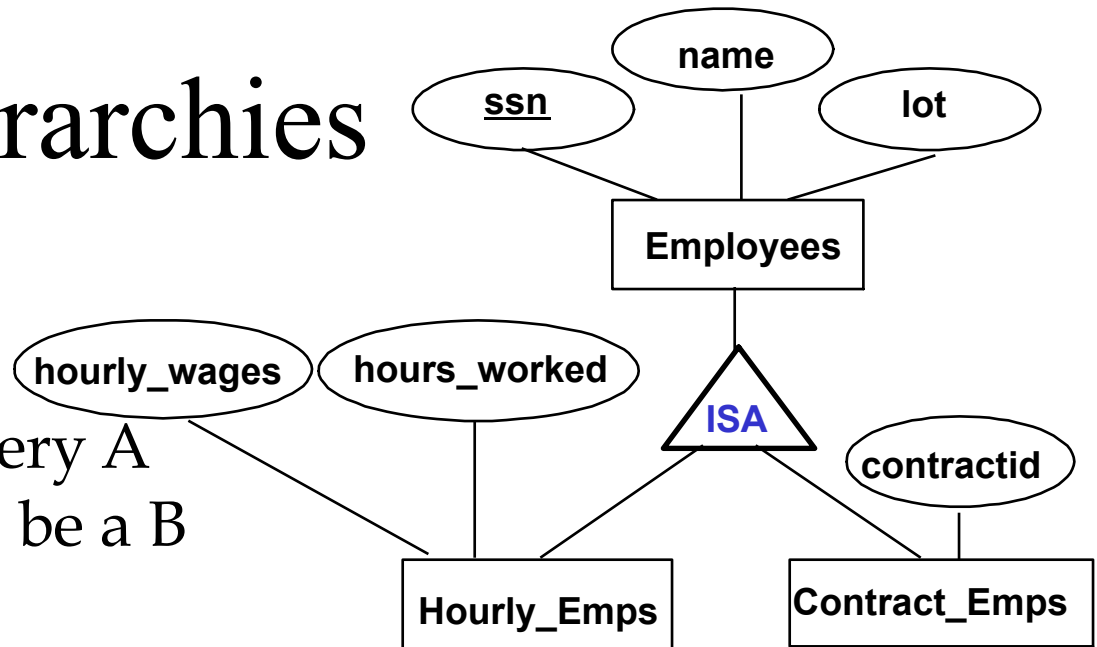 name
ssn
lot
rarchies
Employees
hourly_wages
hours_worked
ISA
ery A
contractid
be a B
Hourly_Emps
Contract_Emps